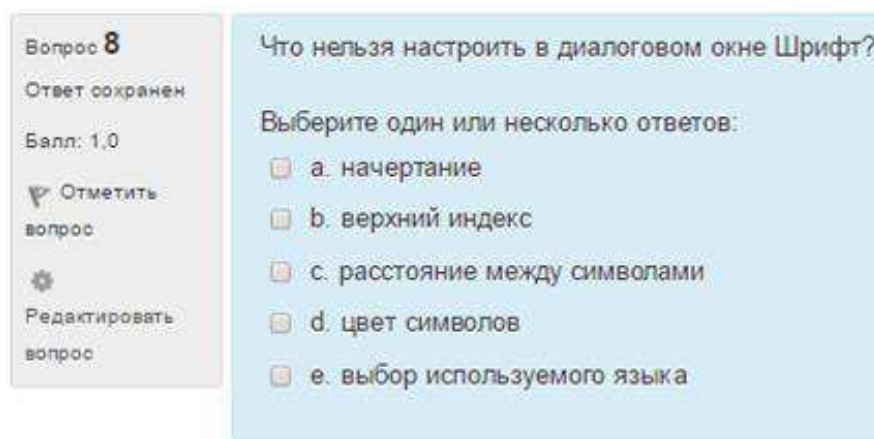 Вопрос 8
Ответ сохранен
Балл: 1,0
Отметить
вопрос
Редактировать
вопрос
Что нельзя настроить в диалоговом окне Шрифт?
Выберите один или несколько ответов:
a. начертание
b. верхний индекс
c. расстояние между символами
d. цвет символов
e. выбор используемого языка